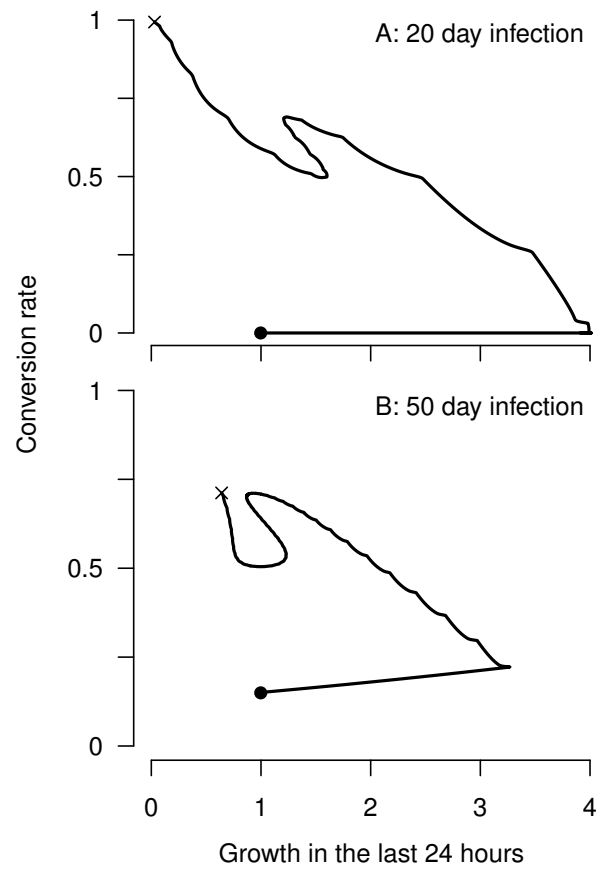 A: 20 day infection
1
0.5
0
B: 50 day infection
1
0.5
0
0 1 2 3 4
Conversion rate
Growth in the last 24 hours